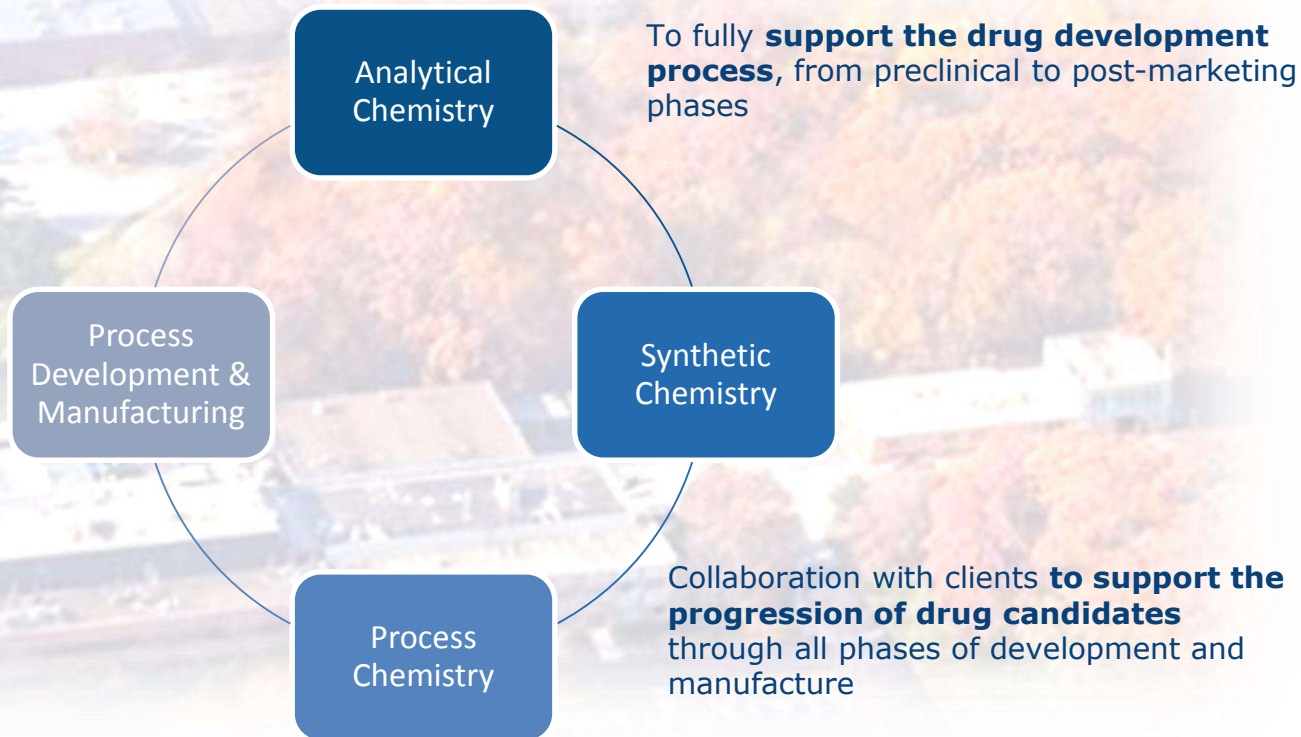 Analytical
Chemistry
To fully support the drug development
process, from preclinical to post-marketing
phases
Process
Development &
Manufacturing
Synthetic
Chemistry
Process
Chemistry
Collaboration with clients to support the
progression of drug candidates
through all phases of development and
manufacture